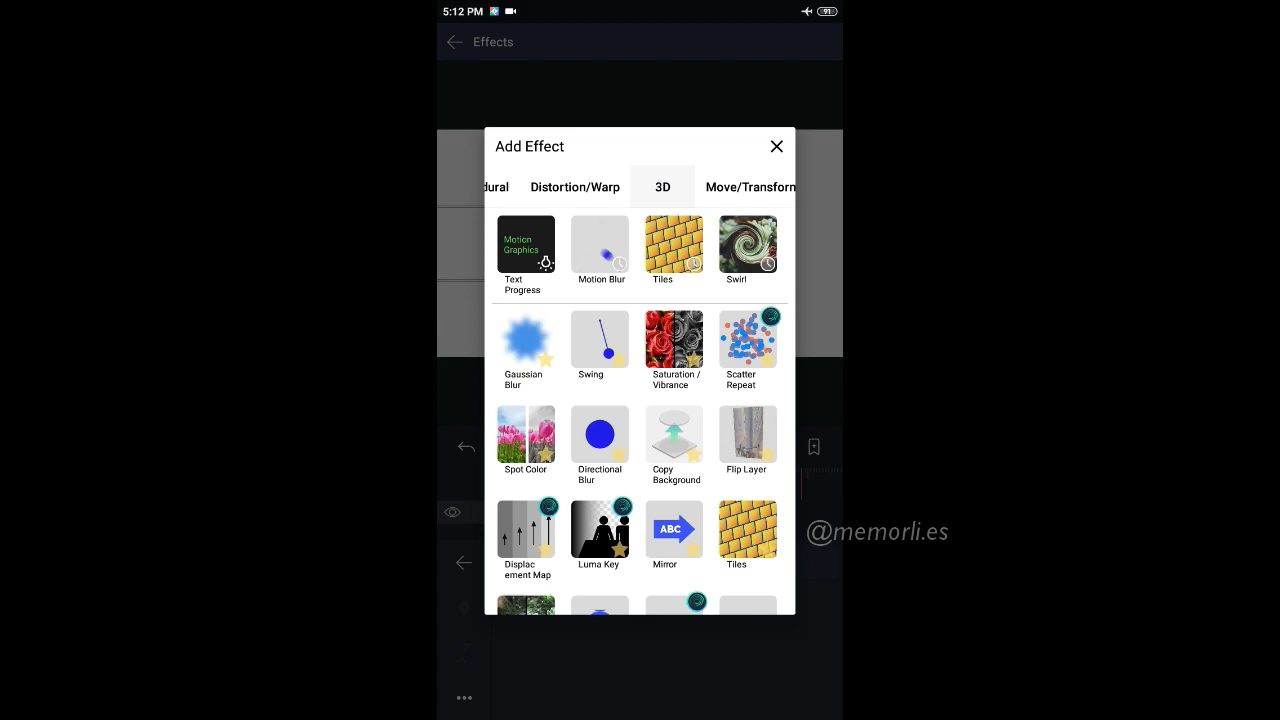 5:12 PM
91
Effects
Add Effect
dural Distortion/Warp 3D Move/Transform
Motion
Graphics
Text
Progress
Motion Blur
Tiles
Swirl
Gaussian
Blur
Swing
Saturation /
Vibrance
Scatter
Repeat
Spot Color
Directional
Blur
Copy
Background
Flip Layer
Displac
ement Map
Luma Key
ABC
Mirror
Tiles
@memorli.es